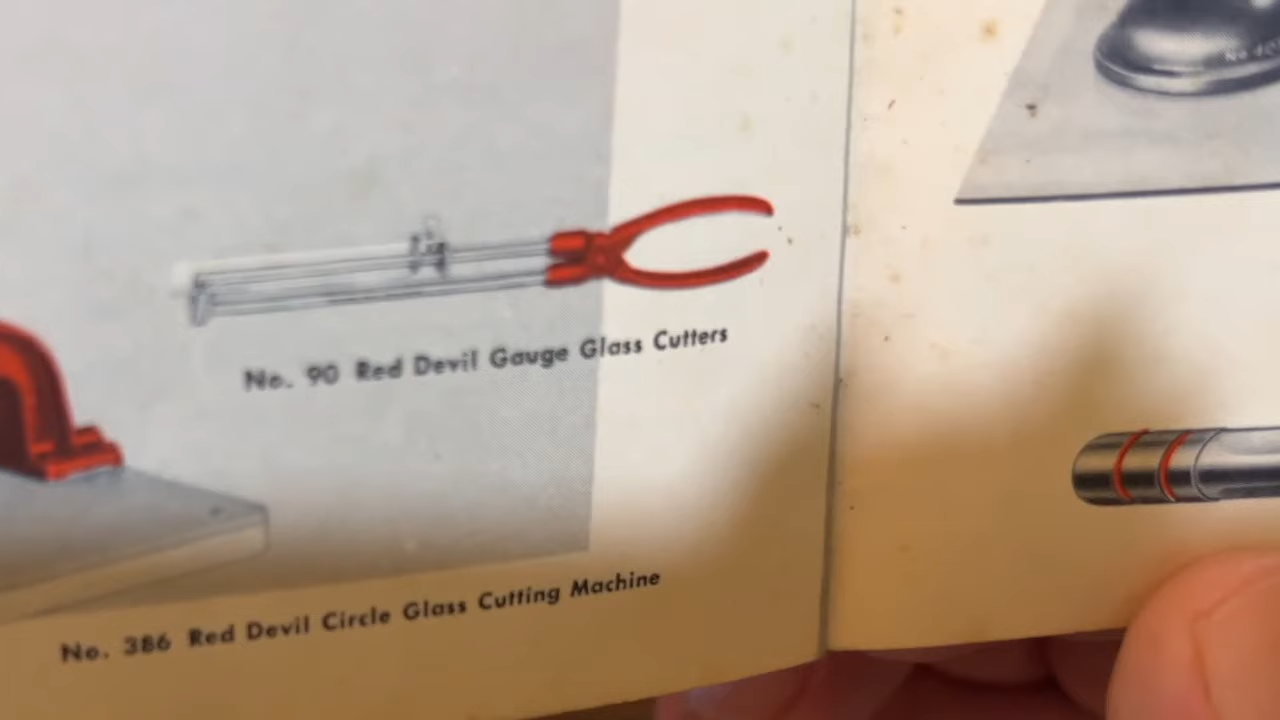 No. 90 Red Devil Gauge Glass Cutters
No. 386 Red Devil Circle Glass Cutting Machine